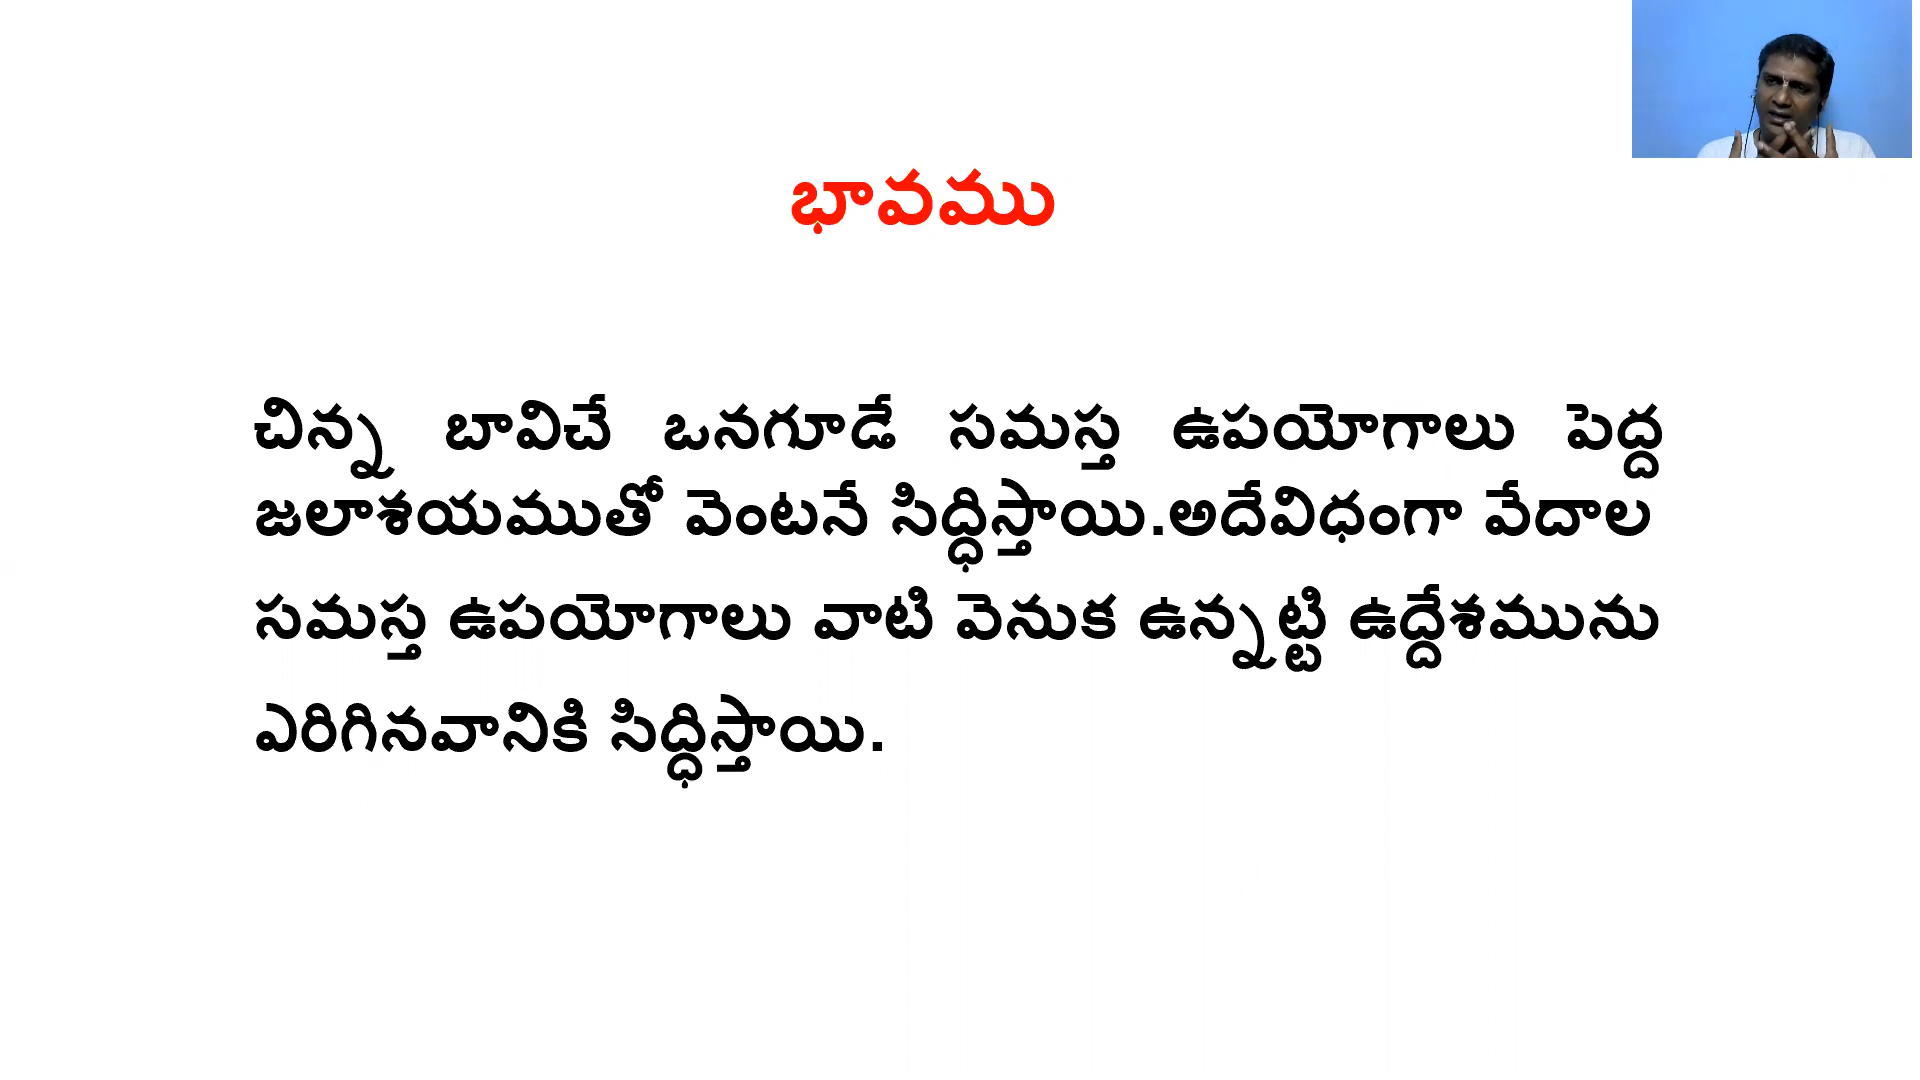 భావము
చిన్న బావిచే ఒనగూడే సమస్త ఉపయోగాలు పెద్ద
జలాశయముతో వెంటనే సిద్ధిస్తాయి.అదేవిధంగా వేదాల
సమస్త ఉపయోగాలు వాటి వెనుక ఉన్నట్టి ఉద్దేశమును
ఎరిగినవానికి సిద్ధిస్తాయి.